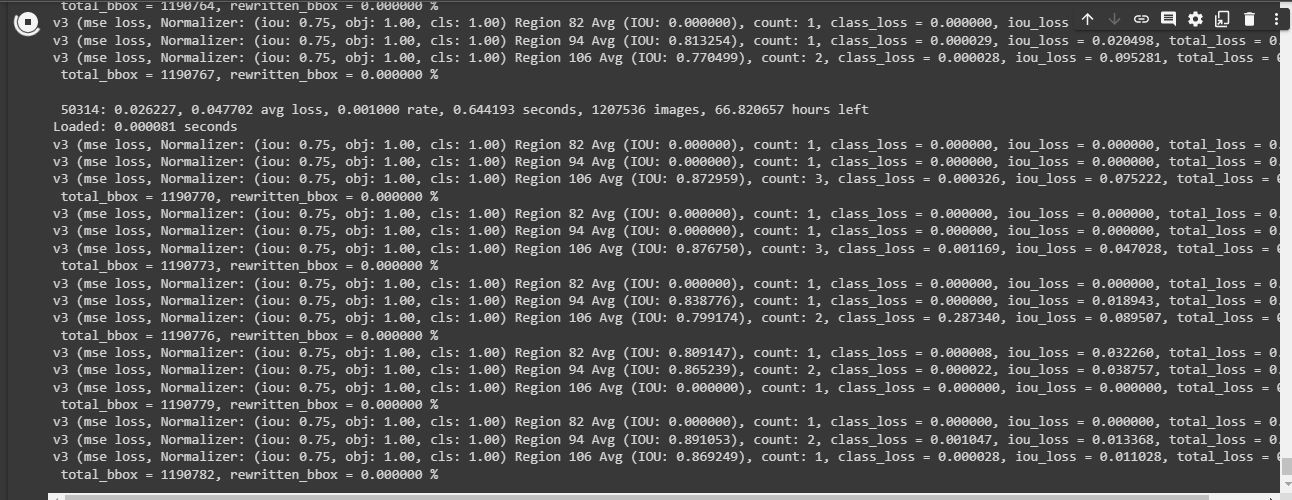 total_bbox = 1190764, rewritten_bbox = 0.000000 %
v3 (mse loss, Normalizer: (iou: 0.75, obj: 1.00, cls: 1.00) Region 82 Avg (IOU: 0.000000), count: 1, class_loss = 0.000000, iou_loss
v3 (mse loss, Normalizer: (iou: 0.75, obj: 1.00, cls: 1.00) Region 94 Avg (IOU: 0.813254), count: 1, class_loss = 0.000029, iou_loss = 0.020498, total_loss = 0.
v3 (mse loss, Normalizer: (iou: 0.75, obj: 1.00, cls: 1.00) Region 106 Avg (IOU: 0.770499), count: 2, class_loss = 0.000028, iou_loss = 0.095281, total_loss =
total_bbox = 1190767, rewritten_bbox = 0.000000 %
50314: 0.026227, 0.047702 avg loss, 0.001000 rate, 0.644193 seconds, 1207536 images, 66.820657 hours left
Loaded: 0.000081 seconds
v3 (mse loss, Normalizer: (iou: 0.75, obj: 1.00, cls: 1.00) Region 82 Avg (IOU: 0.000000), count: 1, class_loss = 0.000000, iou_loss = 0.000000, total_loss = 0.
v3 (mse loss, Normalizer: (iou: 0.75, obj: 1.00, cls: 1.00) Region 94 Avg (IOU: 0.000000), count: 1, class_loss = 0.000000, iou_loss = 0.000000, total_loss = 0.
v3 (mse loss, Normalizer: (iou: 0.75, obj: 1.00, cls: 1.00) Region 106 Avg (IOU: 0.872959), count: 3, class_loss = 0.000326, iou_loss = 0.075222, total_loss =
total_bbox = 1190770, rewritten_bbox = 0.000000 %
v3 (mse loss, Normalizer: (iou: 0.75, obj: 1.00, cls: 1.00) Region 82 Avg (IOU: 0.000000), count: 1, class_loss = 0.000000, iou_loss = 0.000000, total_loss = 0.
v3 (mse loss, Normalizer: (iou: 0.75, obj: 1.00, cls: 1.00) Region 94 Avg (IOU: 0.000000), count: 1, class_loss = 0.000000, iou_loss = 0.000000, total_loss = 0.
v3 (mse loss, Normalizer: (iou: 0.75, obj: 1.00, cls: 1.00) Region 106 Avg (IOU: 0.876750), count: 3, class_loss = 0.001169, iou_loss = 0.047028, total_loss =
total_bbox = 1190773, rewritten_bbox = 0.000000 %
v3 (mse loss, Normalizer: (iou: 0.75, obj: 1.00, cls: 1.00) Region 82 Avg (IOU: 0.000000), count: 1, class_loss = 0.000000, iou_loss = 0.000000, total_loss = 0.
v3 (mse loss, Normalizer: (iou: 0.75, obj: 1.00, cls: 1.00) Region 94 Avg (IOU: 0.838776), count: 1, class_loss = 0.000000, iou_loss = 0.018943, total_loss = 0.
v3 (mse loss, Normalizer: (iou: 0.75, obj: 1.00, cls: 1.00) Region 106 Avg (IOU: 0.799174), count: 2, class_loss = 0.287340, iou_loss = 0.089507, total_loss =
total_bbox = 1190776, rewritten_bbox = 0.000000 %
v3 (mse loss, Normalizer: (iou: 0.75, obj: 1.00, cls: 1.00) Region 82 Avg (IOU: 0.809147), count: 1, class_loss = 0.000008, iou_loss = 0.032260, total_loss = 0.
v3 (mse loss, Normalizer: (iou: 0.75, obj: 1.00, cls: 1.00) Region 94 Avg (IOU: 0.865239), count: 2, class_loss = 0.000022, iou_loss = 0.038757, total_loss = 0.
v3 (mse loss, Normalizer: (iou: 0.75, obj: 1.00, cls: 1.00) Region 106 Avg (IOU: 0.000000), count: 1, class_loss = 0.000000, iou_loss = 0.000000, total_loss =
total_bbox = 1190779, rewritten_bbox = 0.000000 %
v3 (mse loss, Normalizer: (iou: 0.75, obj: 1.00, cls: 1.00) Region 82 Avg (IOU: 0.000000), count: 1, class_loss = 0.000000, iou_loss = 0.000000, total_loss = 0.
v3 (mse loss, Normalizer: (iou: 0.75, obj: 1.00, cls: 1.00) Region 94 Avg (IOU: 0.891053), count: 2, class_loss = 0.001047, iou_loss = 0.013368, total_loss = 0.
v3 (mse loss, Normalizer: (iou: 0.75, obj: 1.00, cls: 1.00) Region 106 Avg (IOU: 0.869249), count: 1, class_loss = 0.000028, iou_loss = 0.011028, total_loss =
total_bbox = 1190782, rewritten_bbox = 0.000000 %